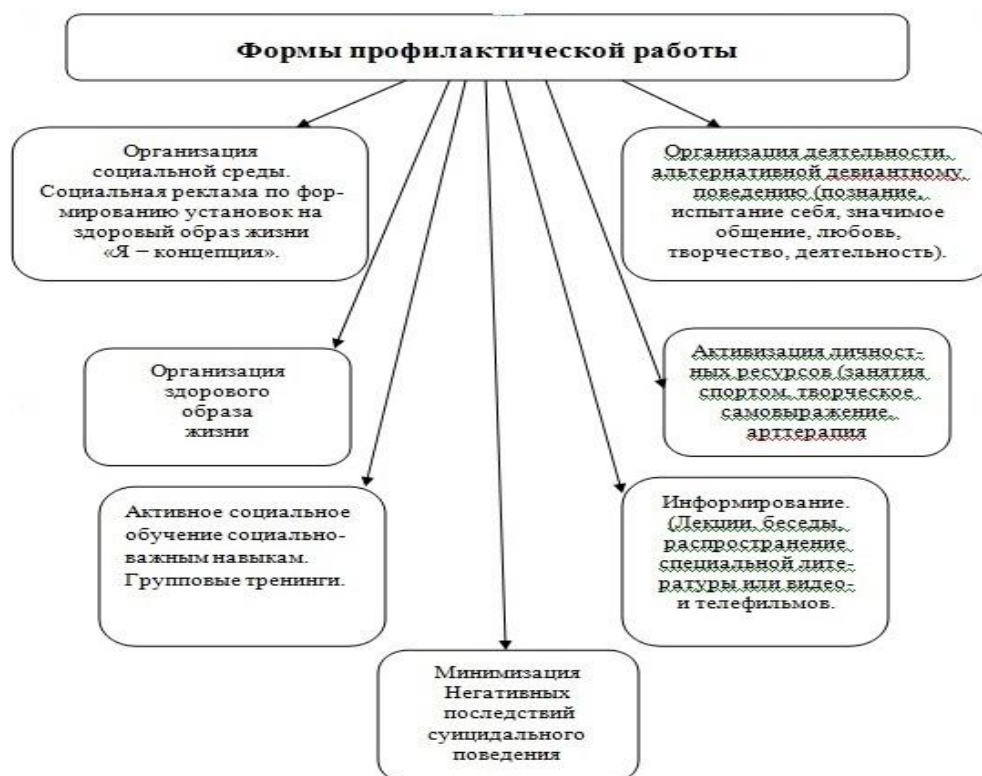 Формы профилактической работы
Организация
социальной среды.
Социальная реклама по фор-
мированию установок на
здоровый образ жизни
«Я – концепция».
Организация деятельности,
альтернативной девиантному
поведению (познание,
испытание себя, значимое
общение, любовь,
творчество, деятельность).
Организация
здорового
образа
жизни
Активизация личност-
ных ресурсов (занятия
спортом, творческое
самовыражение,
арттерапия
Активное социальное
обучение социально-
важным навыкам.
Групповые тренинги.
Информирование.
(Лекции, беседы,
распространение
специальной лите-
ратуры или видео-
и телефильмов.
Минимизация
Негативных
последствий
суицидального
поведения